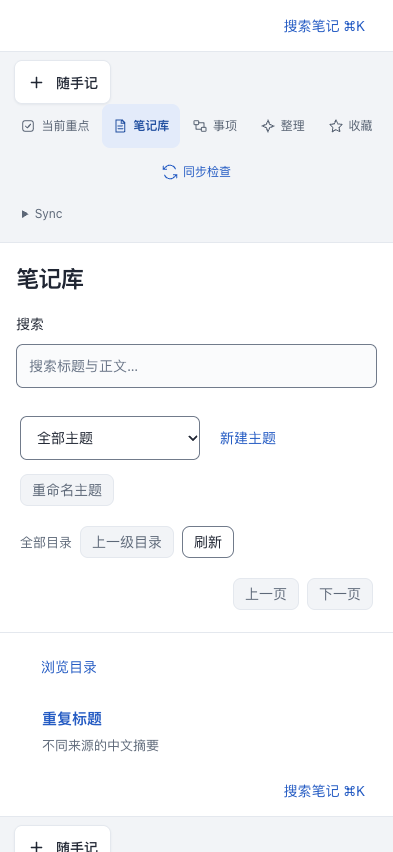 搜索笔记 ⌘K
+ 随手记
当前重点 笔记库 事项 整理 收藏
同步检查
▶ Sync
笔记库
搜索
搜索标题与正文...
全部主题 新建主题
重命名主题
全部目录 上一级目录 刷新
上一页 下一页
浏览目录
重复标题
不同来源的中文摘要
搜索笔记 ⌘K
+ 随手记